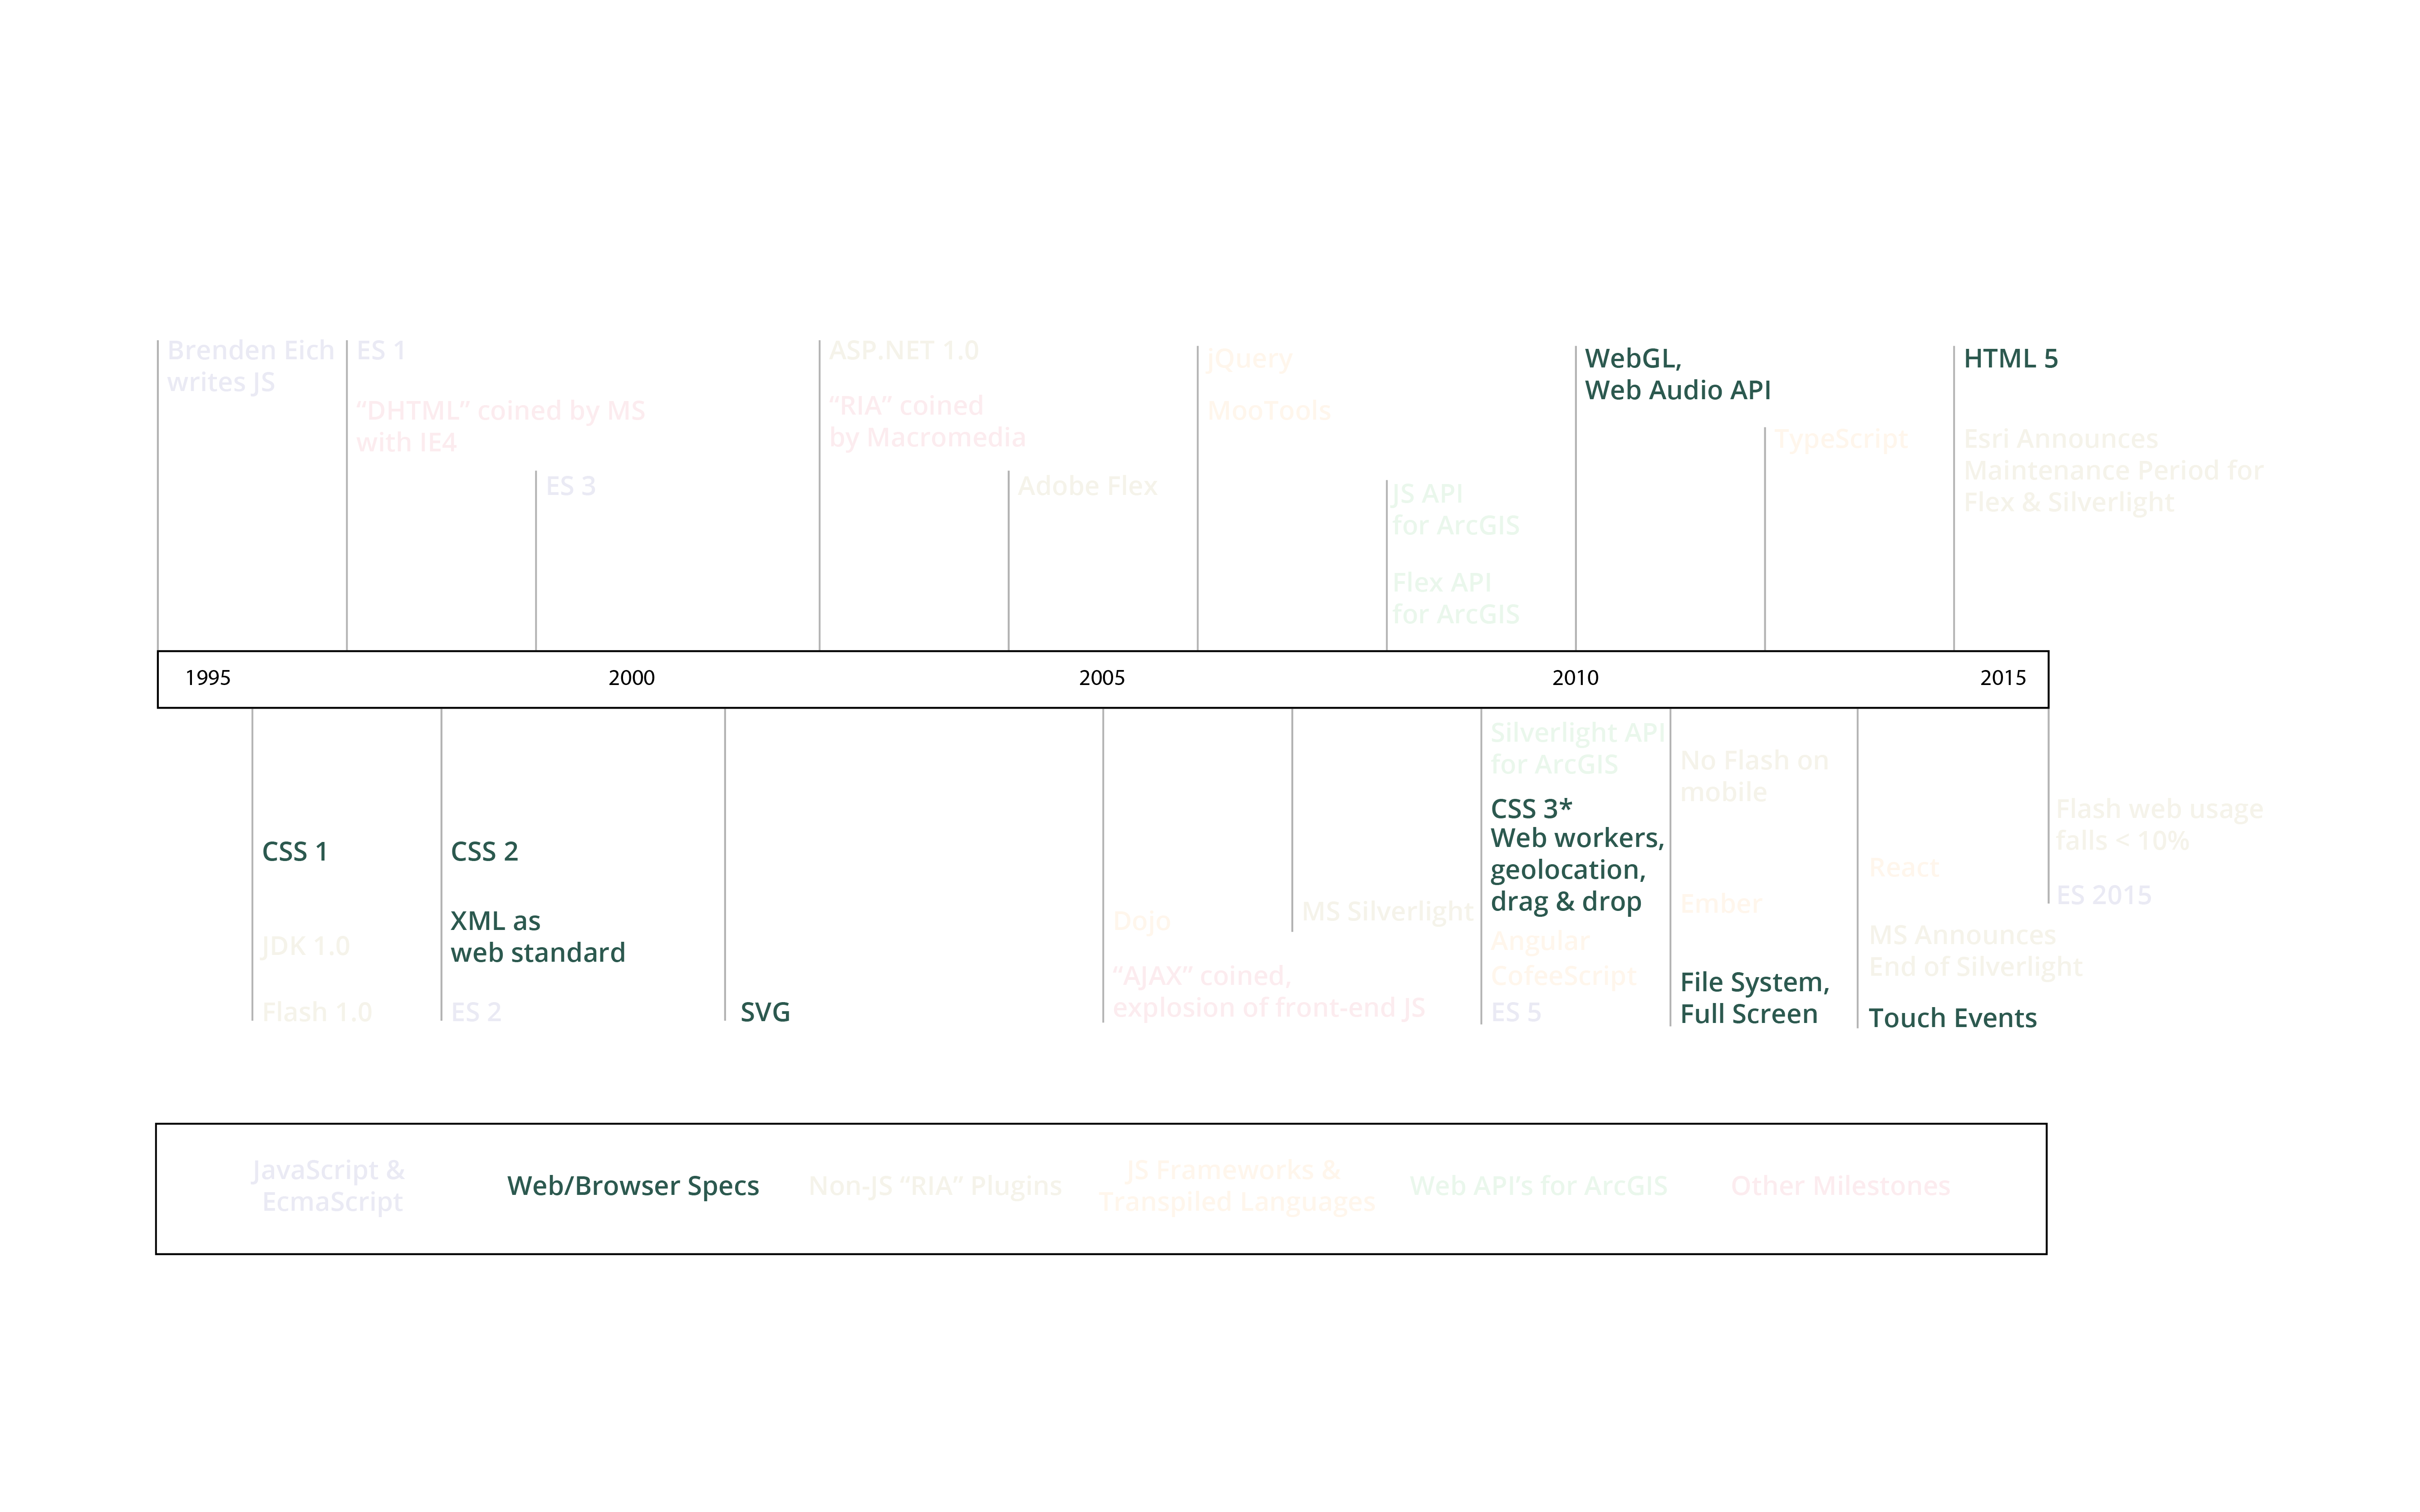 Brenden Eich
writes JS
ES 1
“DHTML” coined by MS
with IE4
ES 3
ASP.NET 1.0
“RIA” coined
by Macromedia
Adobe Flex
jQuery
MooTools
JS API
for ArcGIS
Flex API
for ArcGIS
WebGL,
Web Audio API
TypeScript
HTML 5
Esri Announces
Maintenance Period for
Flex & Silverlight
1995
2000
2005
2010
2015
CSS 1
JDK 1.0
Flash 1.0
CSS 2
XML as
web standard
ES 2
SVG
Dojo
“AJAX” coined,
explosion of front-end JS
MS Silverlight
Silverlight API
for ArcGIS
CSS 3*
Web workers,
geolocation,
drag & drop
Angular
CofeeScript
ES 5
No Flash on
mobile
Ember
File System,
Full Screen
React
MS Announces
End of Silverlight
Touch Events
Flash web usage
falls < 10%
ES 2015
JavaScript &
EcmaScript
Web/Browser Specs
Non-JS “RIA” Plugins
JS Frameworks &
Transpiled Languages
Web API’s for ArcGIS
Other Milestones